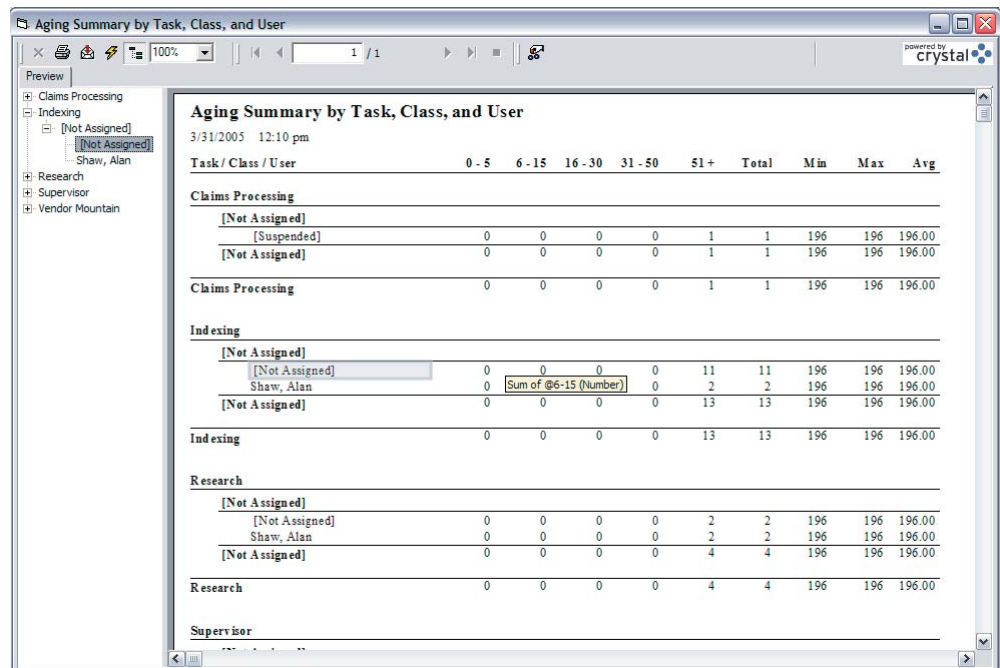 Aging Summary by Task, Class, and User
100%
1 / 1
powered by
crystal
Preview
Claims Processing
Indexing
[Not Assigned]
[Not Assigned]
Shaw, Alan
Research
Supervisor
Vendor Mountain
Aging Summary by Task, Class, and User
3/31/2005 12:10 pm
Task / Class / User 0 - 5 6 - 15 16 - 30 31 - 50 51 + Total Min Max Avg
Claims Processing
[Not Assigned]
[Suspended] 0 0 0 0 1 1 196 196 196.00
[Not Assigned] 0 0 0 0 1 1 196 196 196.00
Claims Processing 0 0 0 0 1 1 196 196 196.00
Indexing
[Not Assigned]
[Not Assigned] 0 0 0 0 11 11 196 196 196.00
Shaw, Alan 0 Sum of @6-15 (Number) 0 2 2 196 196 196.00
[Not Assigned] 0 0 0 0 13 13 196 196 196.00
Indexing 0 0 0 0 13 13 196 196 196.00
Research
[Not Assigned]
[Not Assigned] 0 0 0 0 2 2 196 196 196.00
Shaw, Alan 0 0 0 0 2 2 196 196 196.00
[Not Assigned] 0 0 0 0 4 4 196 196 196.00
Research 0 0 0 0 4 4 196 196 196.00
Supervisor